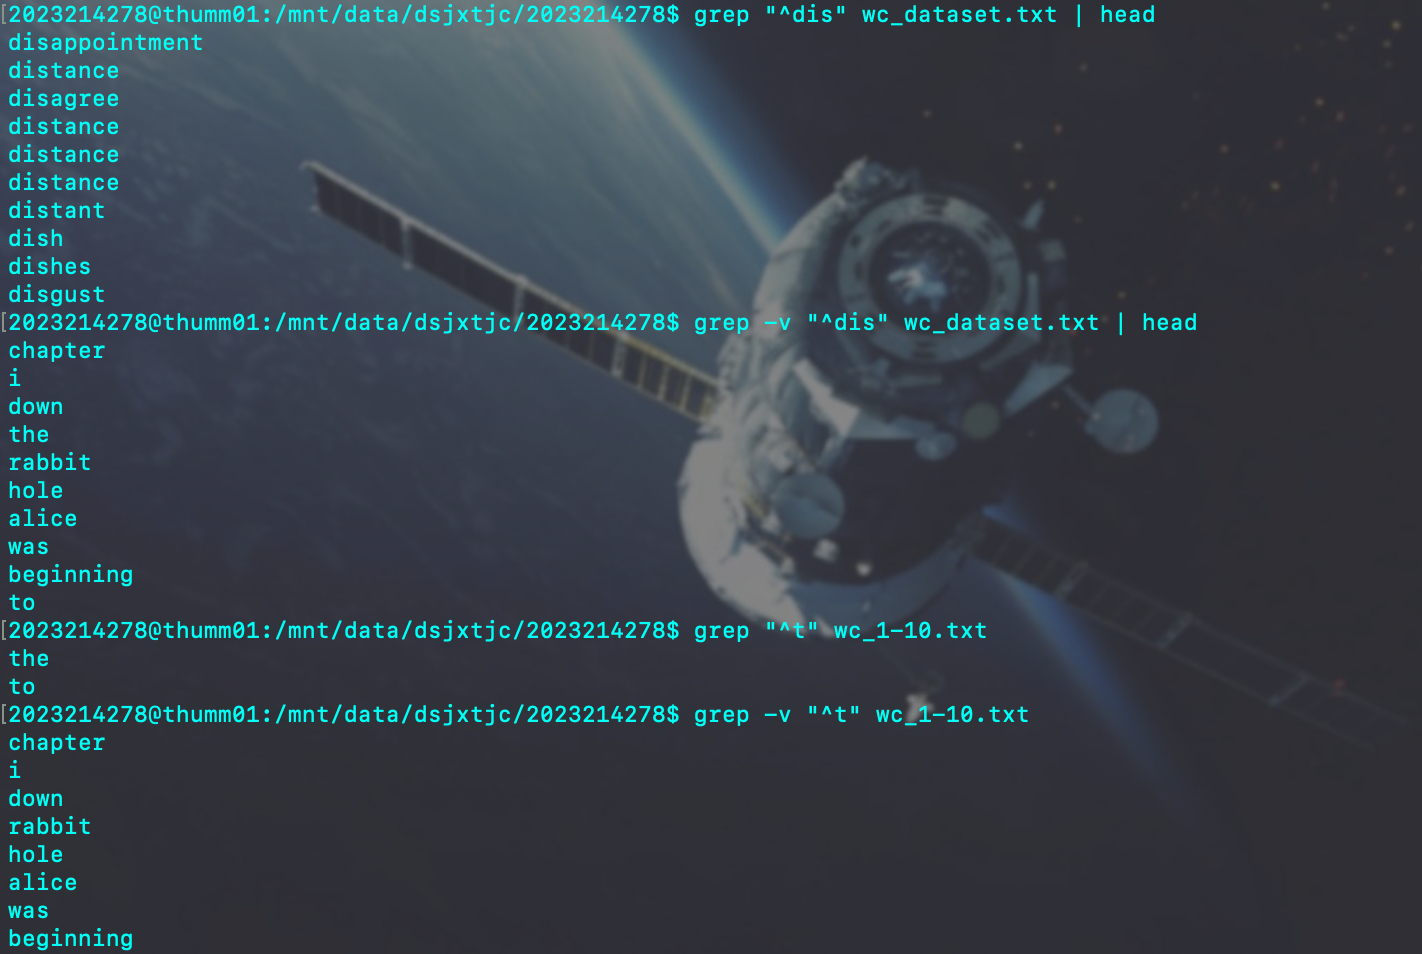 [2023214278@thumm01:/mnt/data/dsjxtjc/2023214278$ grep "^dis" wc_dataset.txt | head
disappointment
distance
disagree
distance
distance
distance
distant
dish
dishes
disgust
[2023214278@thumm01:/mnt/data/dsjxtjc/2023214278$ grep -v "^dis" wc_dataset.txt | head
chapter
i
down
the
rabbit
hole
alice
was
beginning
to
[2023214278@thumm01:/mnt/data/dsjxtjc/2023214278$ grep "^t" wc_1-10.txt
the
to
[2023214278@thumm01:/mnt/data/dsjxtjc/2023214278$ grep -v "^t" wc_1-10.txt
chapter
i
down
rabbit
hole
alice
was
beginning